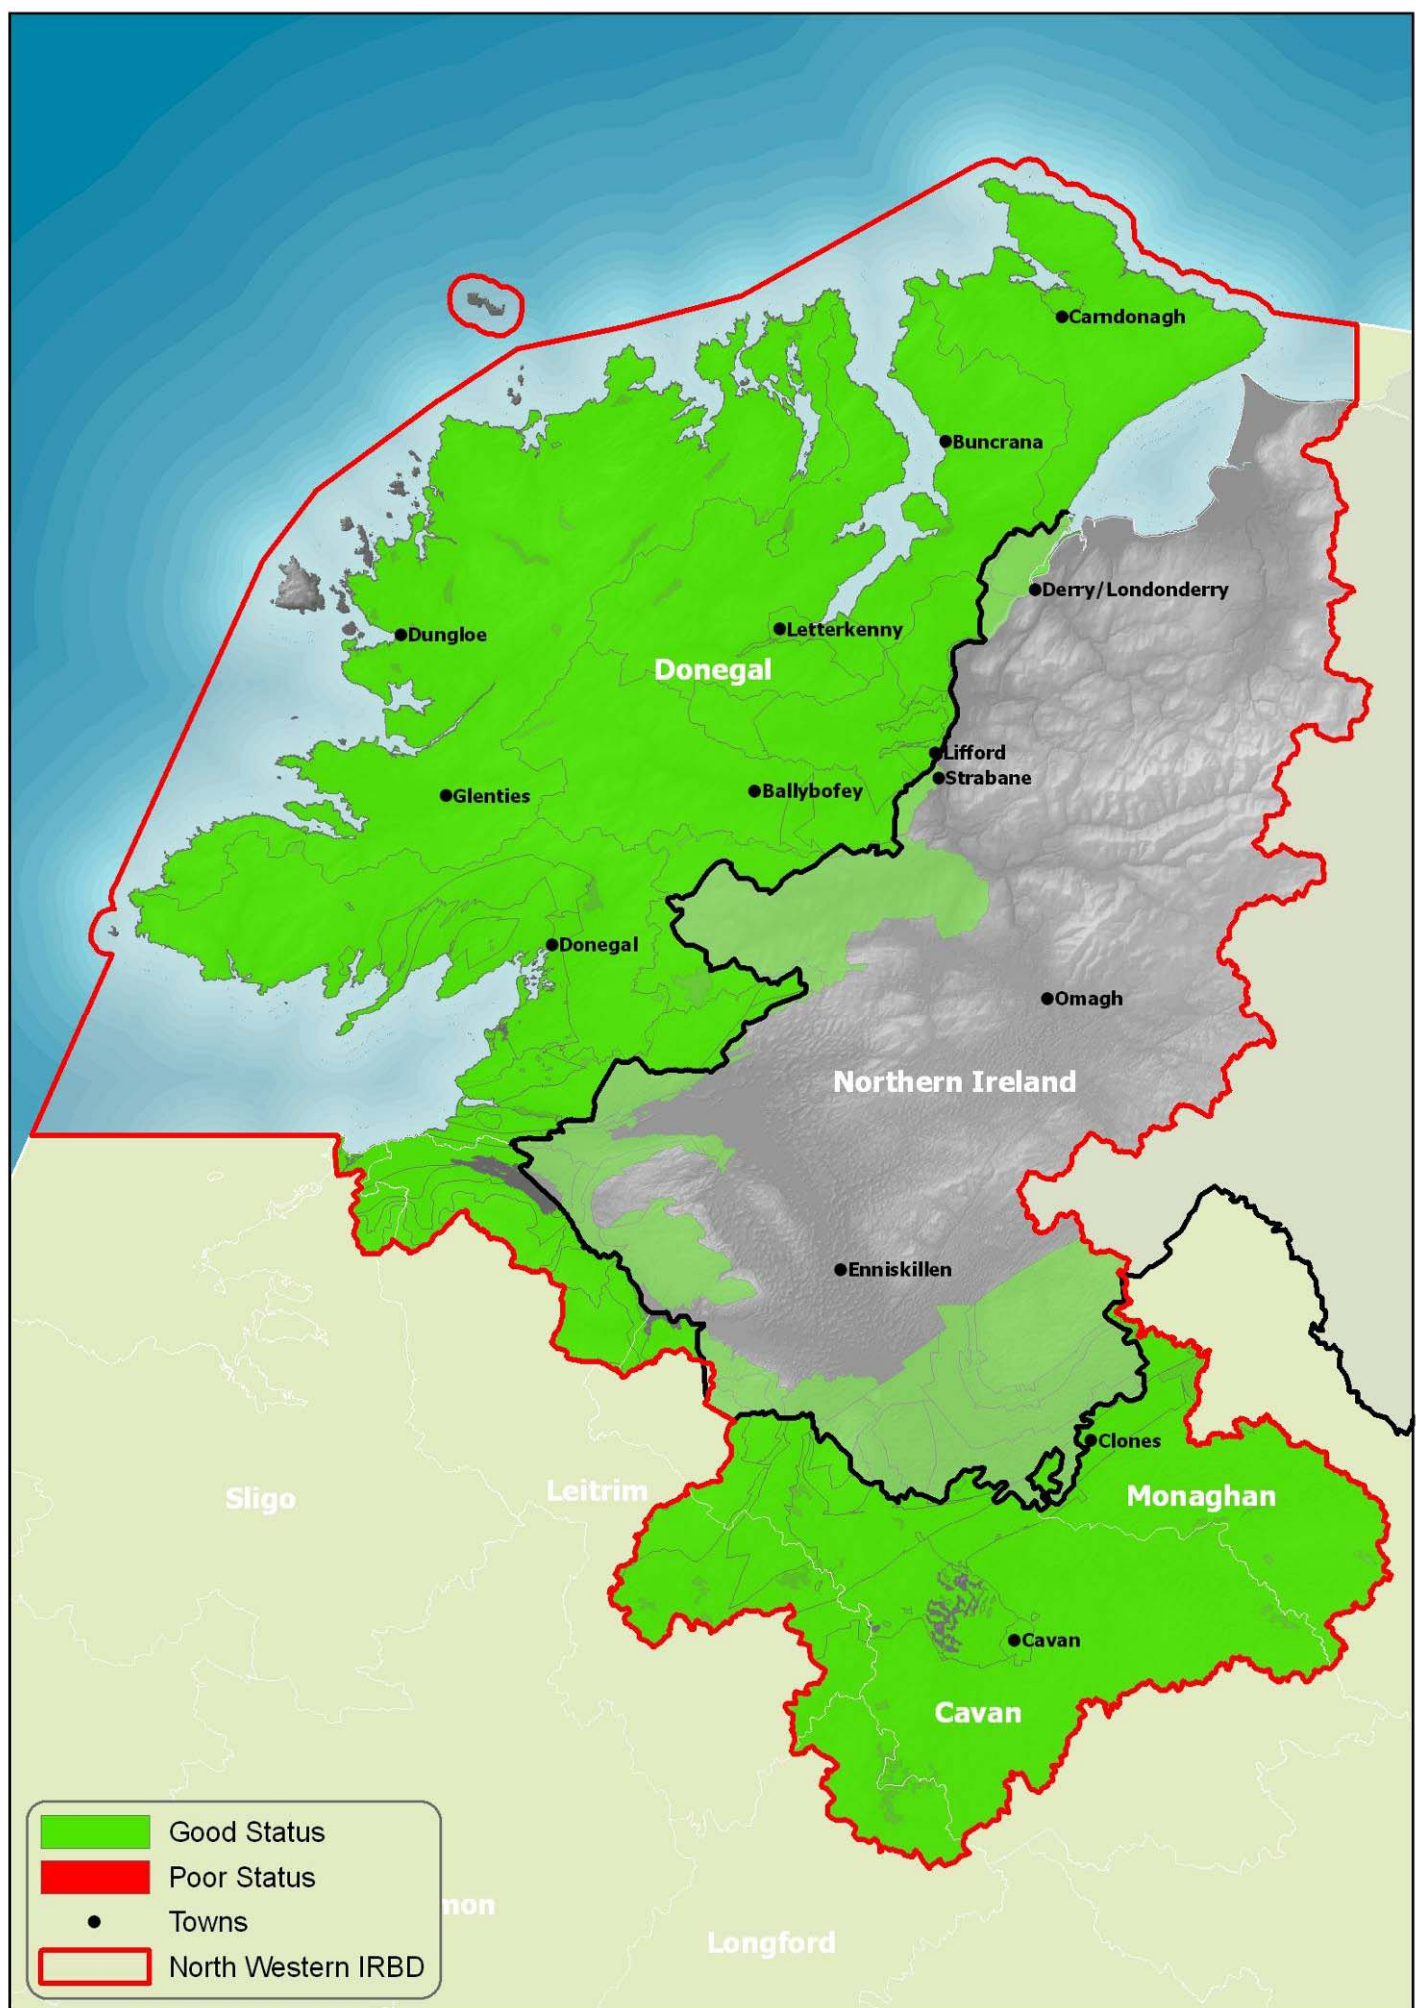 Carndonagh
Buncrana
Derry/Londonderry
Letterkenny
Dungloe
Donegal
Lifford
Strabane
Ballybofey
Glenties
Donegal
Omagh
Northern Ireland
Enniskillen
Clones
Sligo
Leitrim
Monaghan
Cavan
Cavan
Good Status
Poor Status
Towns
North Western IRBD
mon
Longford